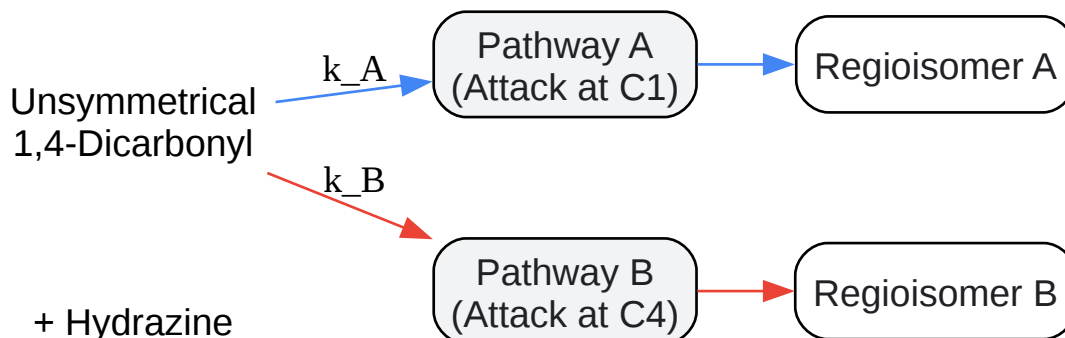 Unsymmetrical
1,4-Dicarbonyl
+ Hydrazine
k_A
k_B
Pathway A
(Attack at C1)
Regioisomer A
Pathway B
(Attack at C4)
Regioisomer B